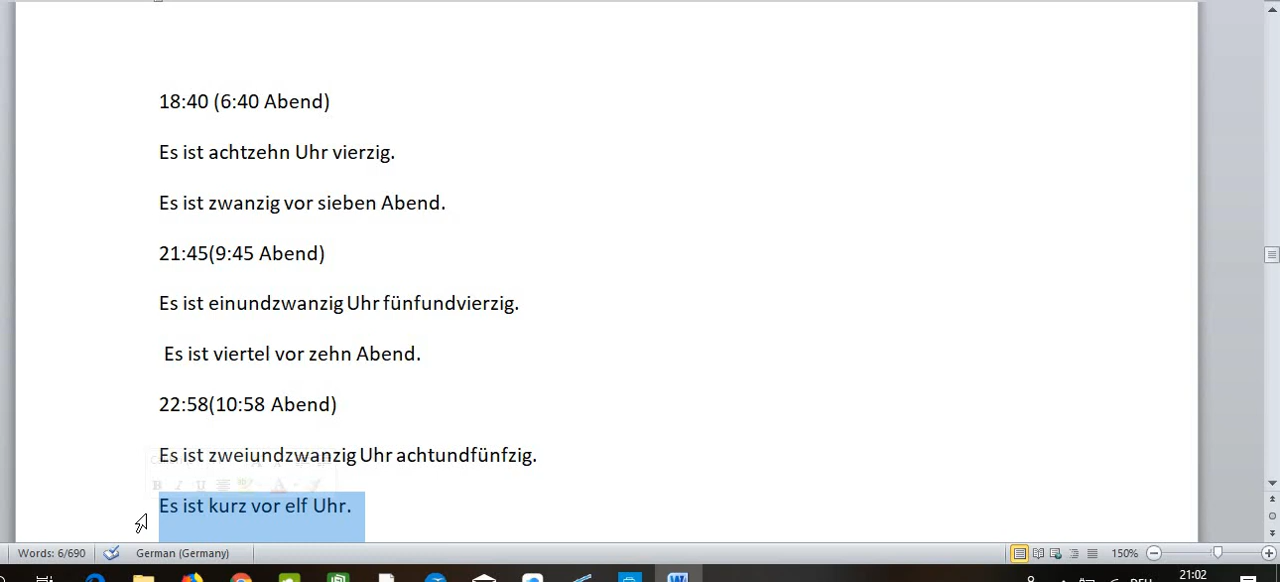 18:40 (6:40 Abend)
Es ist achtzehn Uhr vierzig.
Es ist zwanzig vor sieben Abend.
21:45(9:45 Abend)
Es ist einundzwanzig Uhr fünfundvierzig.
Es ist viertel vor zehn Abend.
22:58(10:58 Abend)
Es ist zweiundzwanzig Uhr achtundfünfzig.
Es ist kurz vor elf Uhr.
Words: 6/690 German (Germany) 150%
21:02